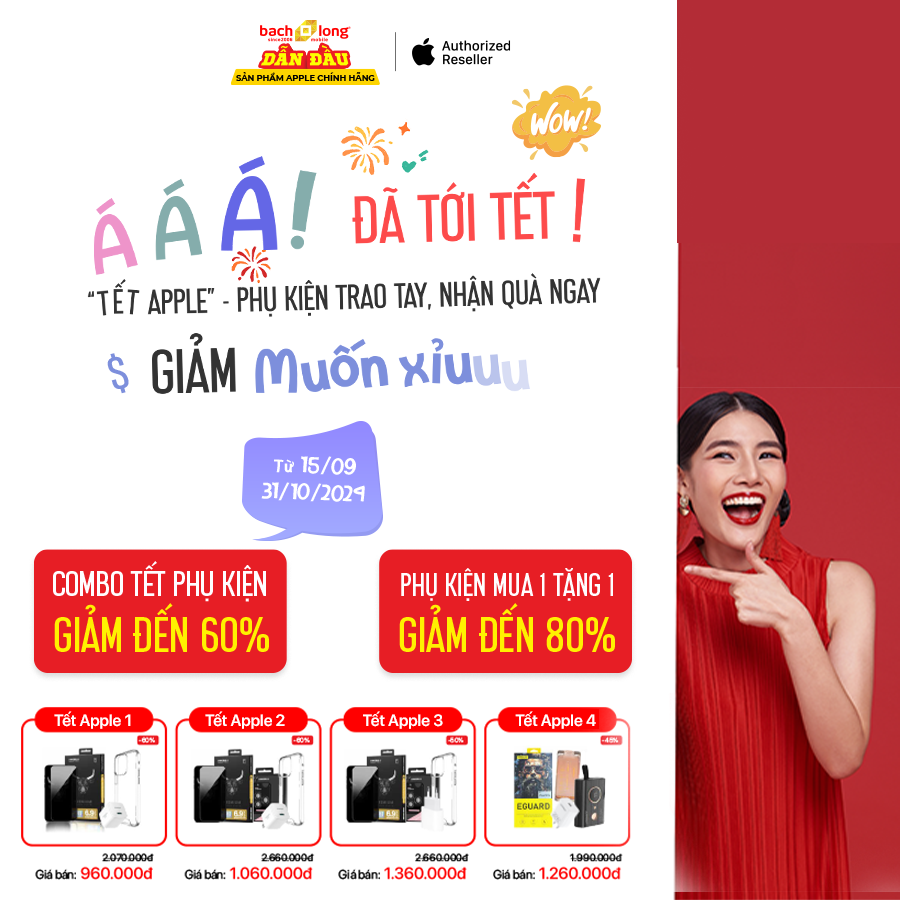 bach long
since2006 mobile
DẪN ĐẦU
SẢN PHẨM APPLE CHÍNH HÃNG
Authorized
Reseller
WOW!
Á Á Á! ĐÃ TỚI TẾT !
“TẾT APPLE” - PHỤ KIỆN TRAO TAY, NHẬN QUÀ NGAY
$ GIẢM Muốn xỉuuu
Từ 15/09
31/10/2024
COMBO TẾT PHỤ KIỆN
GIẢM ĐẾN 60%
PHỤ KIỆN MUA 1 TẶNG 1
GIẢM ĐẾN 80%
Tết Apple 1
-60%
2.070.000đ
Giá bán: 960.000đ
Tết Apple 2
-60%
2.660.000đ
Giá bán: 1.060.000đ
Tết Apple 3
-50%
2.660.000đ
Giá bán: 1.360.000đ
Tết Apple 4
-45%
EGUARD
1.990.000đ
Giá bán: 1.260.000đ